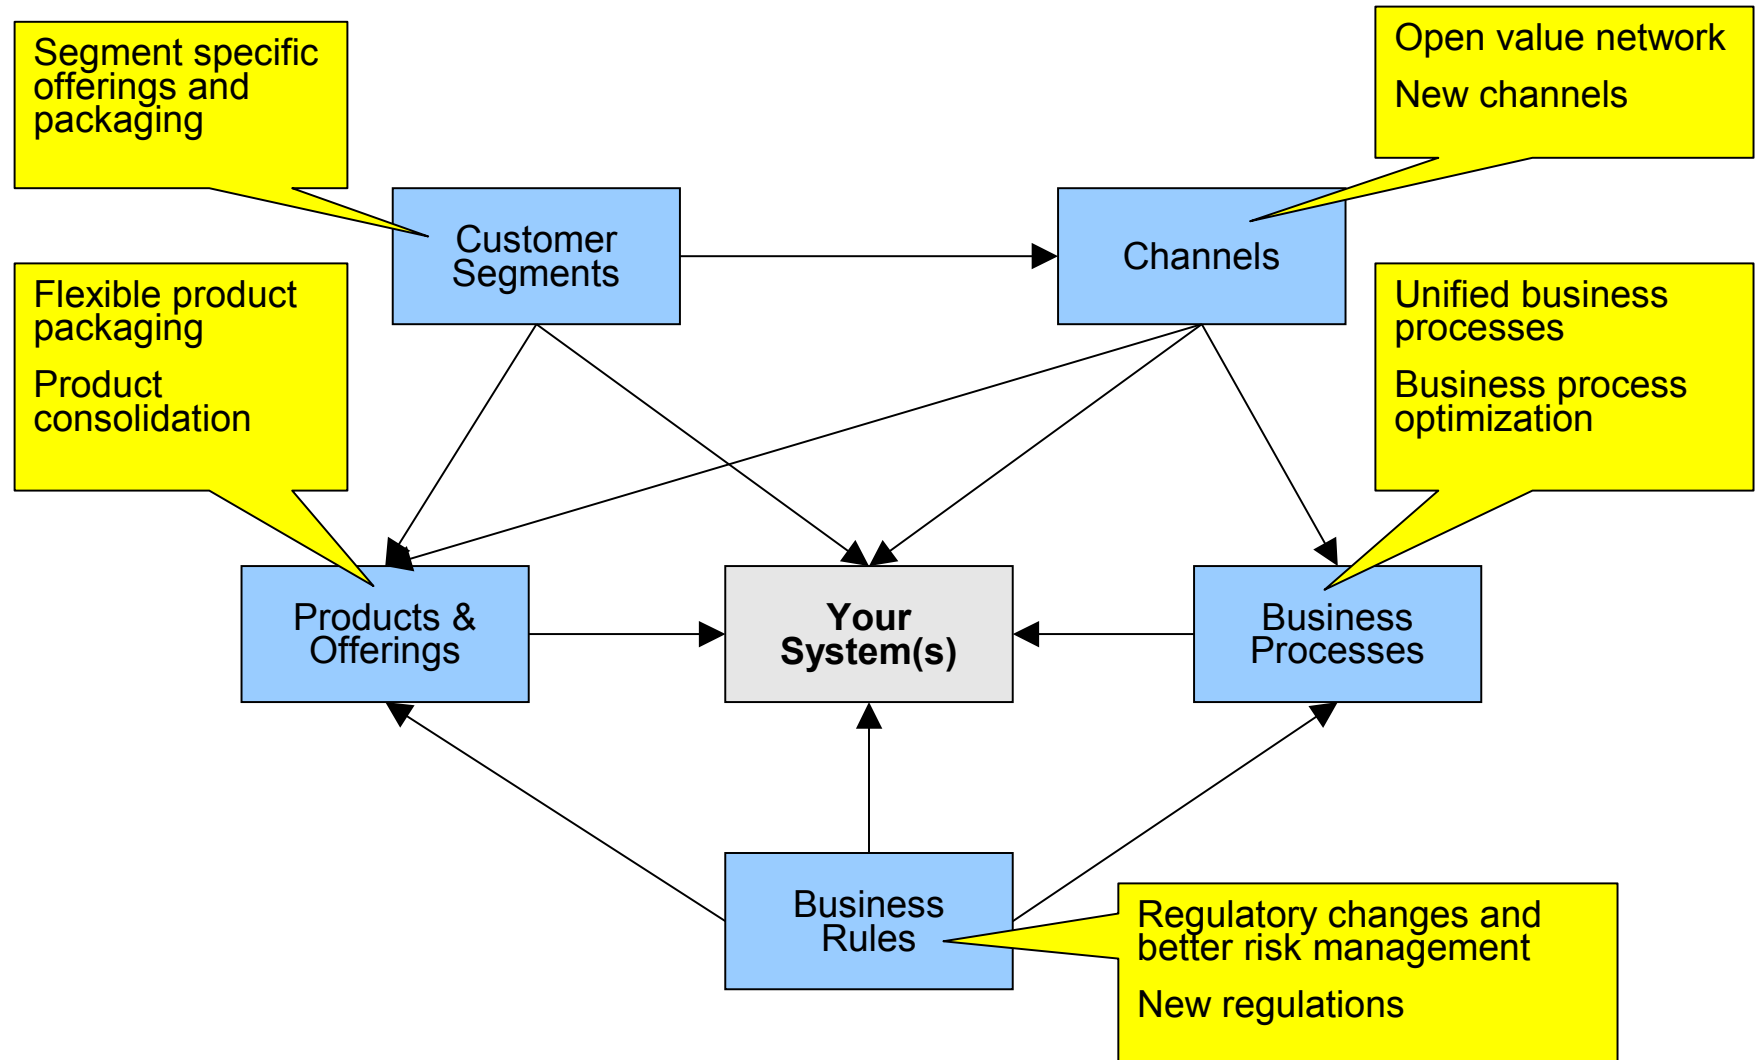 Segment specific
offerings and
packaging
Open value network
New channels
Customer
Segments
Channels
Flexible product
packaging
Product
consolidation
Unified business
processes
Business process
optimization
Products &
Offerings
Your
System(s)
Business
Processes
Business
Rules
Regulatory changes and
better risk management
New regulations